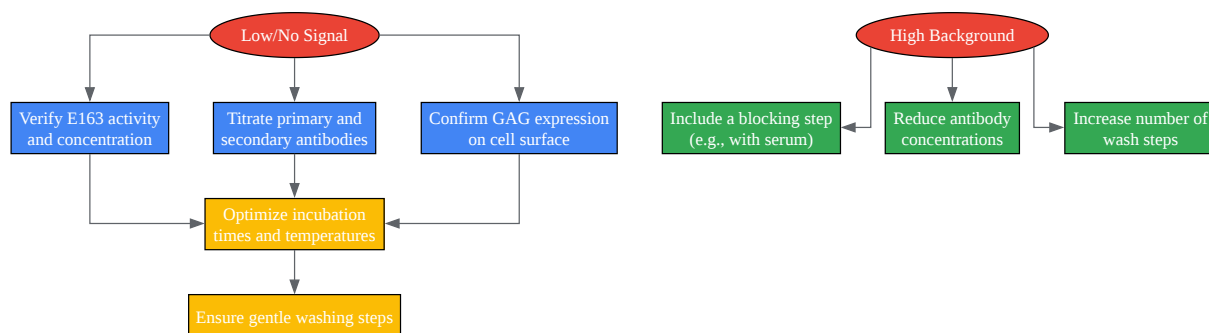 Low/No Signal
High Background
Verify E163 activity
and concentration
Titrate primary and
secondary antibodies
Confirm GAG expression
on cell surface
Include a blocking step
(e.g., with serum)
Reduce antibody
concentrations
Increase number of
wash steps
Optimize incubation
times and temperatures
Ensure gentle washing steps